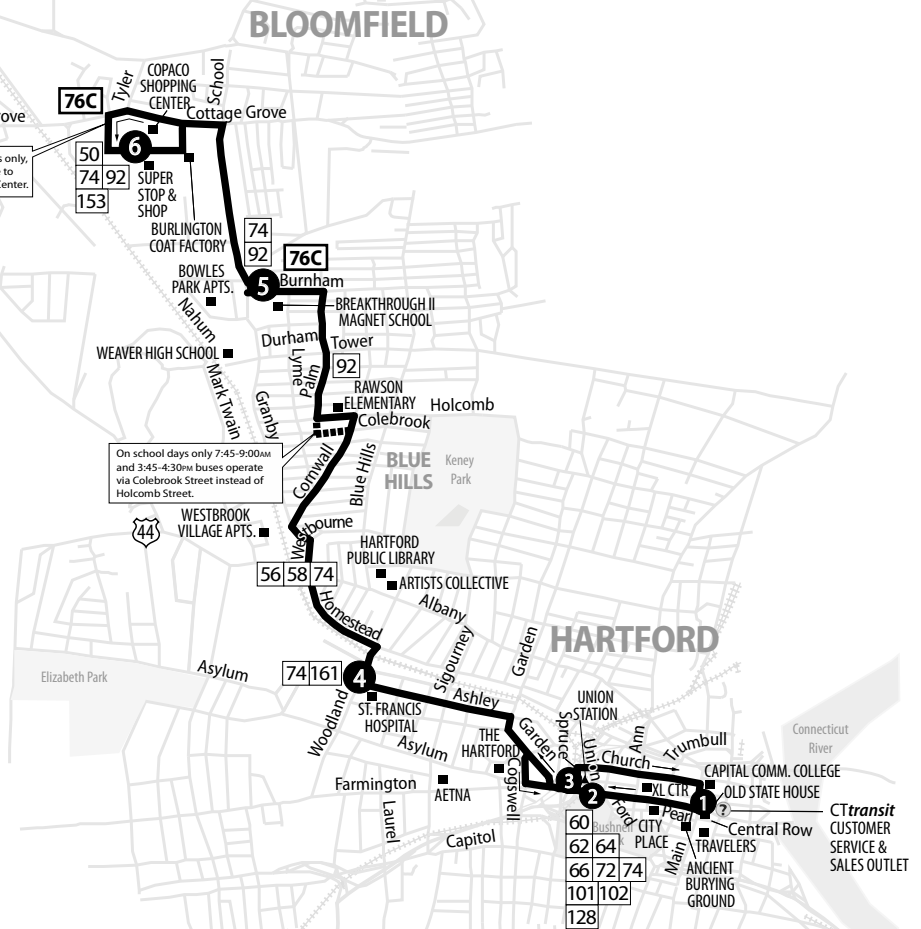 BLOOMFIELD
Tyler
COPACO
SHOPPING
CENTER
School
76C
Cottage Grove
ove
s only,
e to
Center.
6
50
74 92
153
SUPER
STOP &
SHOP
BURLINGTON
COAT FACTORY
74
92
76C
BOWLES
PARK APTS.
5
Burnham
BREAKTHROUGH II
MAGNET SCHOOL
Nahum
Durham
Tower
WEAVER HIGH SCHOOL
Lyme
Palm
92
Mark Twain
Granby
RAWSON
ELEMENTARY
Holcomb
Colebrook
On school days only 7:45-9:00AM
and 3:45-4:30PM buses operate
via Colebrook Street instead of
Holcomb Street.
Cornwall
Blue Hills
BLUE
HILLS
Keney
Park
44
WESTBROOK
VILLAGE APTS.
Westbourne
HARTFORD
PUBLIC LIBRARY
56 58 74
ARTISTS COLLECTIVE
Homestead
Albany
Sigourney
Garden
HARTFORD
Elizabeth Park
Asylum
74 161
4
Ashley
Woodland
ST. FRANCIS
HOSPITAL
UNION
STATION
Connecticut
River
Asylum
THE
HARTFORD
Garden
Spruce
Union
Ann
Trumbull
Church
Farmington
AETNA
Cogswell
3
2
XL CTR
CAPITAL COMM. COLLEGE
1
OLD STATE HOUSE
?
CTtransit
CUSTOMER
SERVICE &
SALES OUTLET
Laurel
Capitol
Ford
Pearl
Central Row
60
Bushnell
CITY
PLACE
Main
TRAVELERS
62 64
66 72 74
101 102
128
ANCIENT
BURYING
GROUND